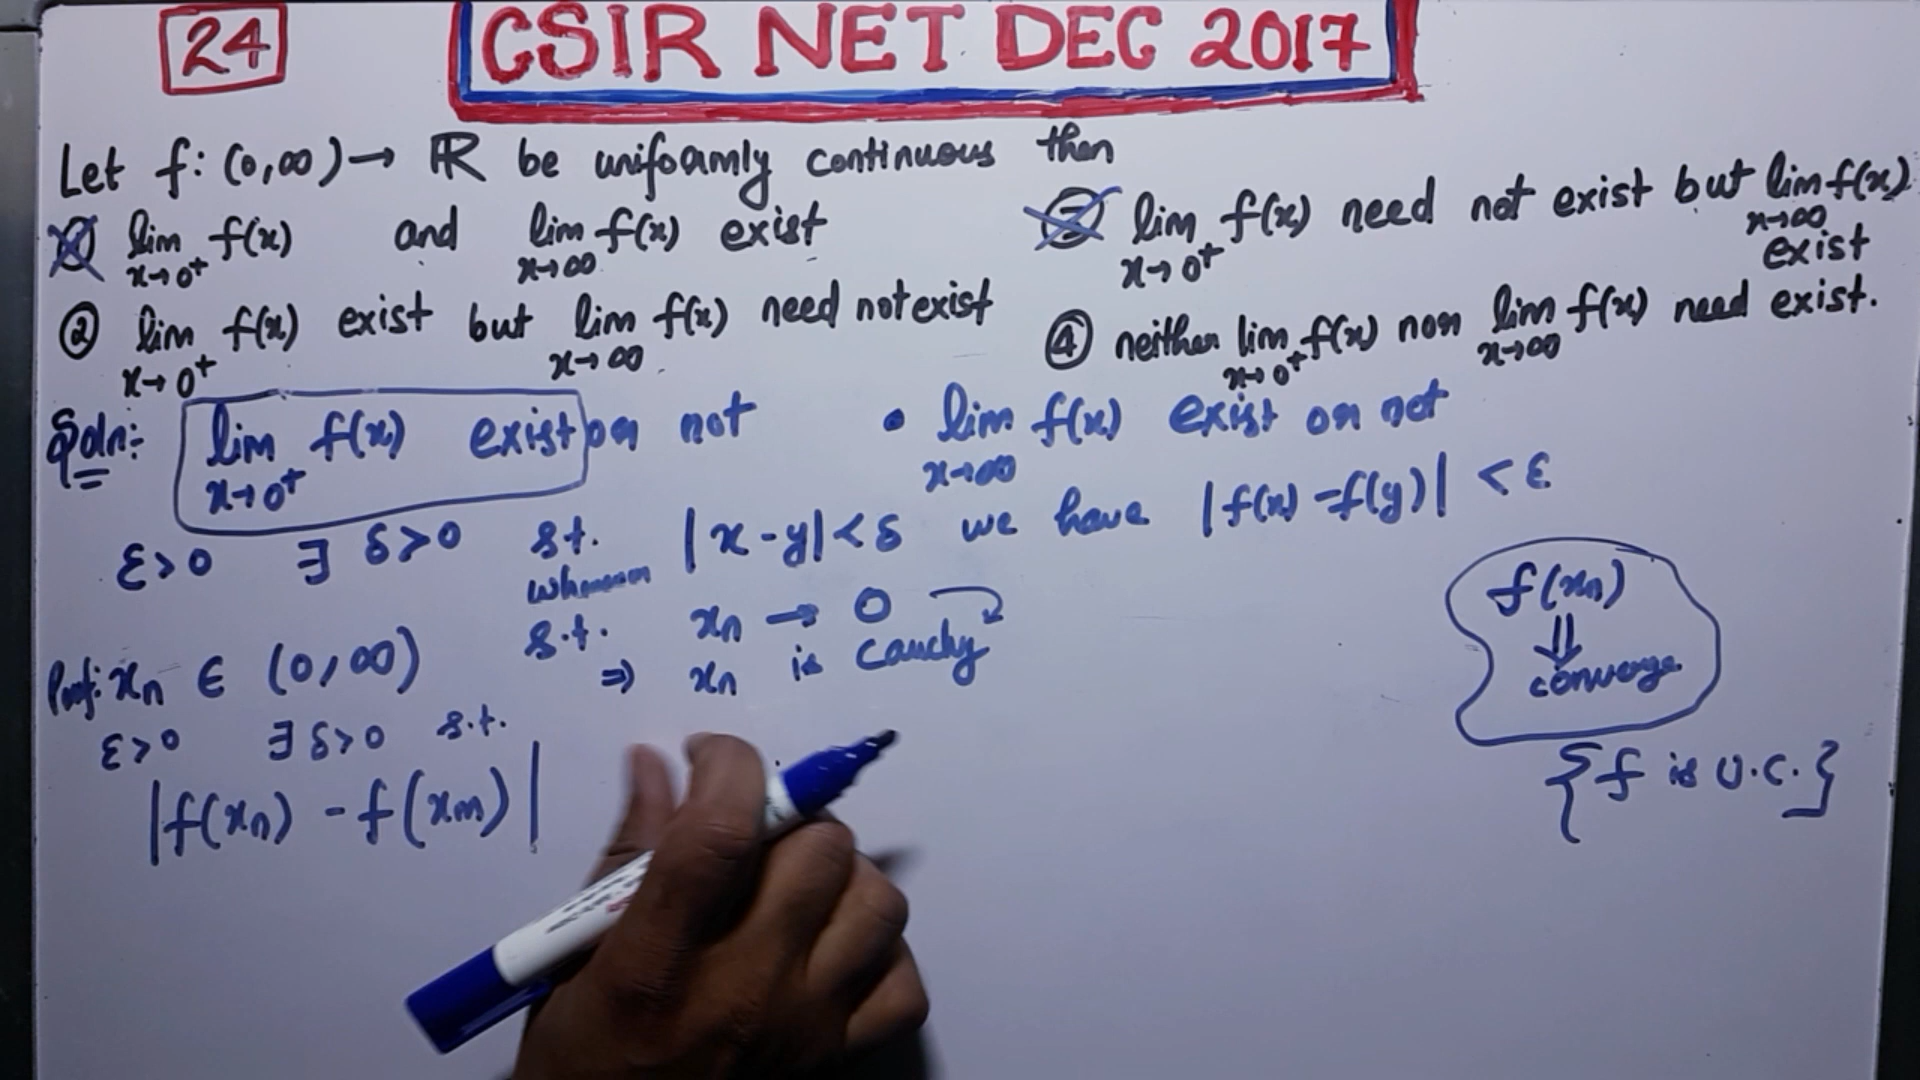 24
CSIR NET DEC 2017
Let f: (0,∞) → ℝ be uniformly continuous then
① lim x→0⁺ f(x) and lim x→∞ f(x) exist
② lim x→0⁺ f(x) exist but lim x→∞ f(x) need not exist
③ lim x→0⁺ f(x) need not exist but lim x→∞ f(x) exist
④ neither lim x→0⁺ f(x) nor lim x→∞ f(x) need exist.
Soln:- lim x→0⁺ f(x) exist or not
• lim x→∞ f(x) exist or not
ε>0 ∃ δ>0 s.t. whenever |x-y|<δ we have |f(x) - f(y)| < ε
Proof: xn ∈ (0,∞) s.t. xn → 0
⇒ xn is Cauchy
ε>0 ∃ δ>0 s.t.
|f(xn) - f(xm)|
f(xn)
⇓
converge
{f is U.C.}